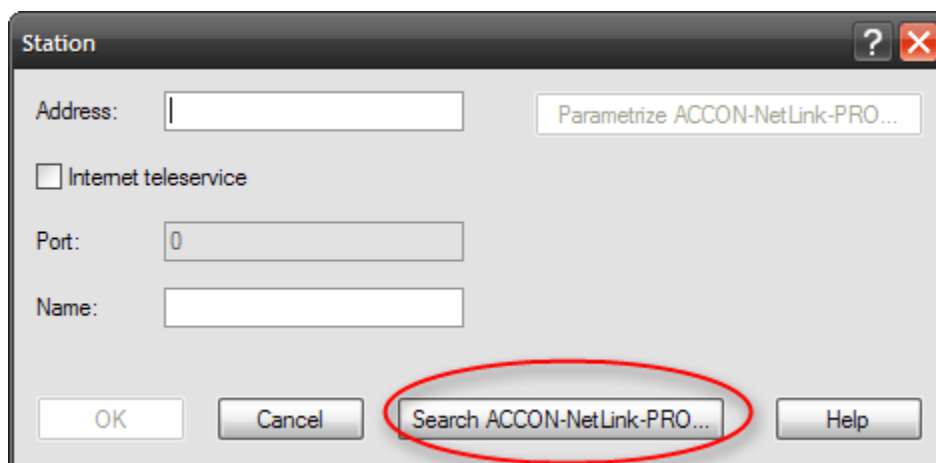 Station
?
Address:
Parametrize ACCON-NetLink-PRO...
Internet teleservice
Port: 0
Name:
OK Cancel Search ACCON-NetLink-PRO... Help